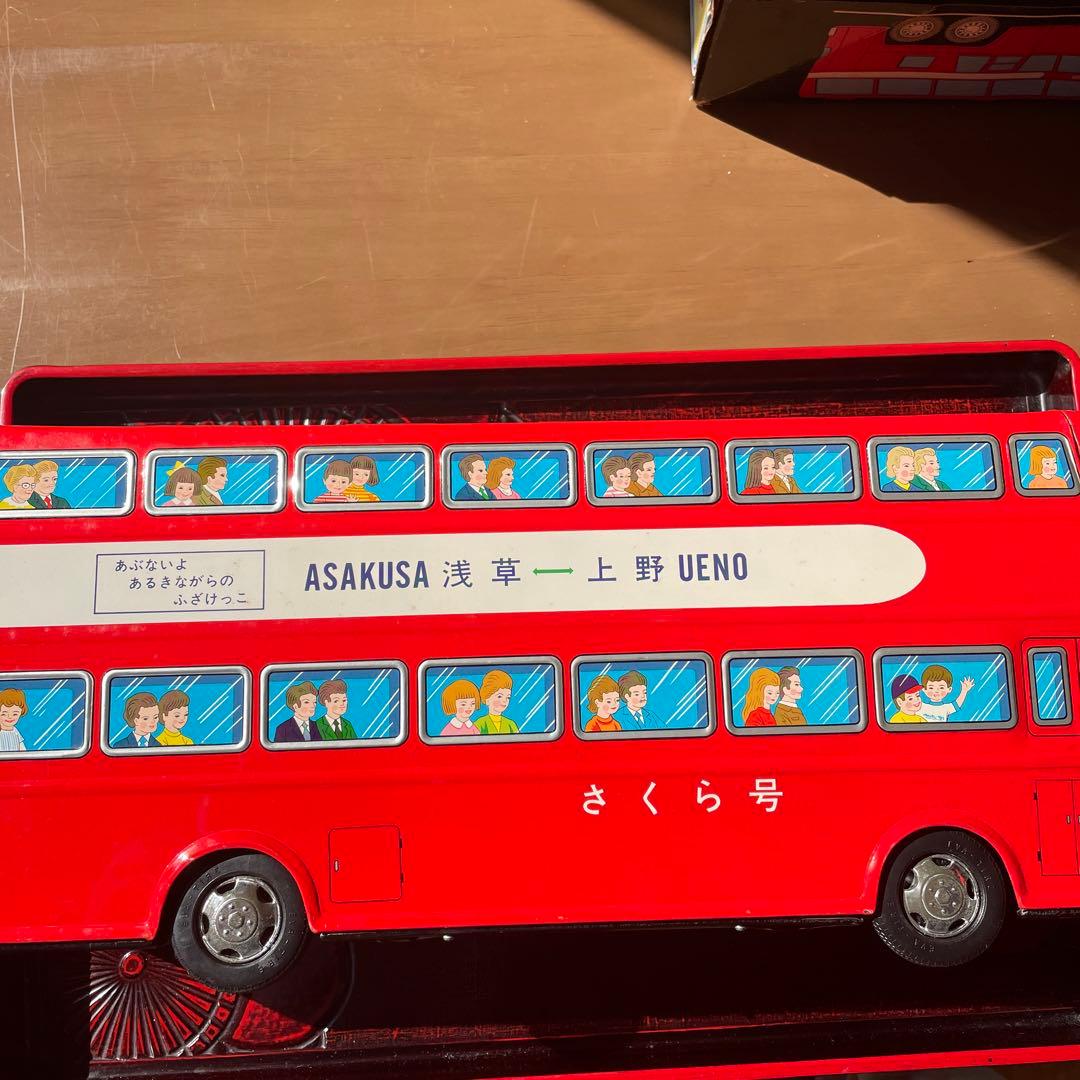 あぶないよ
あるきながらの
ふざけっこ
ASAKUSA 浅草 ⟷ 上野 UENO
さくら号